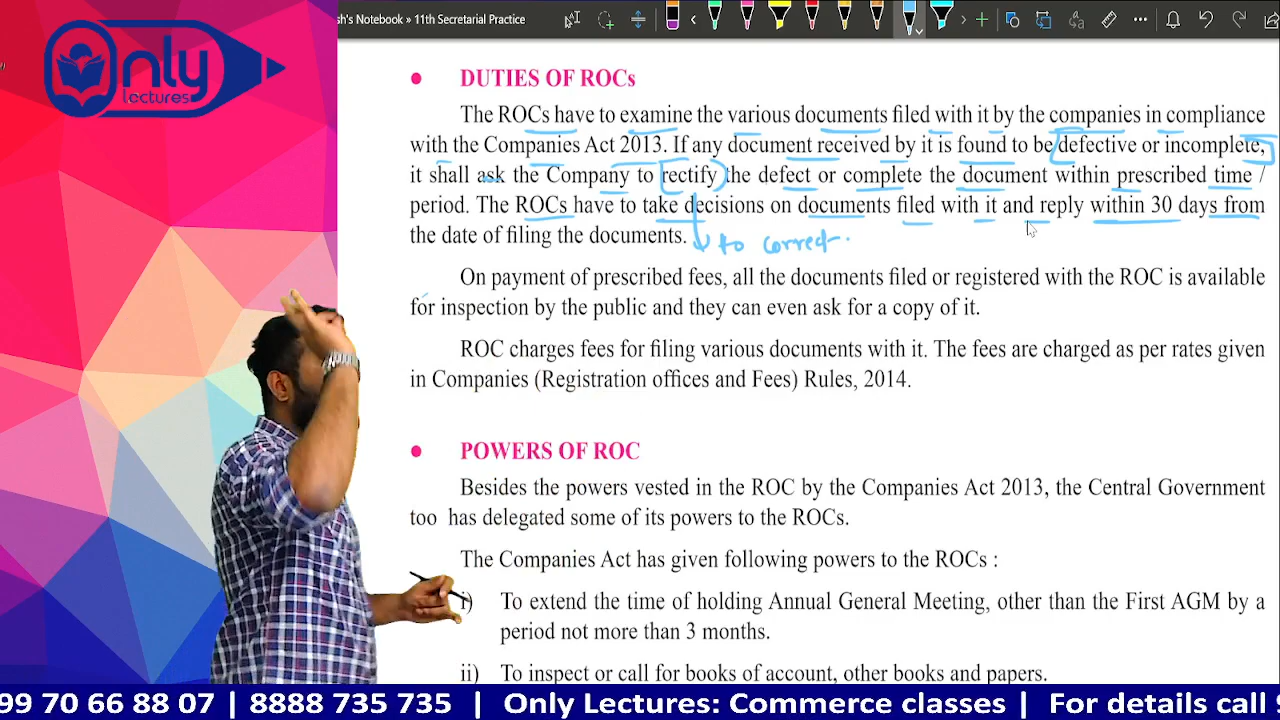 sh's Notebook » 11th Secretarial Practice
Only
lectures
• DUTIES OF ROCs
The ROCs have to examine the various documents filed with it by the companies in compliance
with the Companies Act 2013. If any document received by it is found to be defective or incomplete,
it shall ask the Company to rectify the defect or complete the document within prescribed time /
period. The ROCs have to take decisions on documents filed with it and reply within 30 days from
the date of filing the documents.
to correct.
On payment of prescribed fees, all the documents filed or registered with the ROC is available
for inspection by the public and they can even ask for a copy of it.
ROC charges fees for filing various documents with it. The fees are charged as per rates given
in Companies (Registration offices and Fees) Rules, 2014.
• POWERS OF ROC
Besides the powers vested in the ROC by the Companies Act 2013, the Central Government
too has delegated some of its powers to the ROCs.
The Companies Act has given following powers to the ROCs :
i) To extend the time of holding Annual General Meeting, other than the First AGM by a
period not more than 3 months.
ii) To inspect or call for books of account, other books and papers.
99 70 66 88 07 | 8888 735 735 | Only Lectures: Commerce classes | For details call